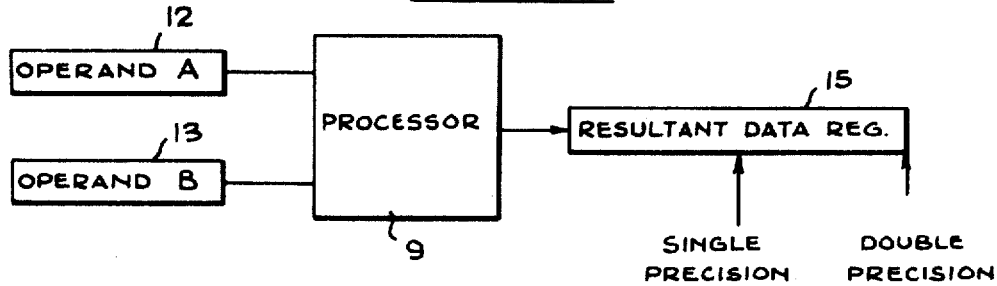 12
OPERAND A
13
OPERAND B
PROCESSOR
9
15
RESULTANT DATA REG.
SINGLE
PRECISION
DOUBLE
PRECISION